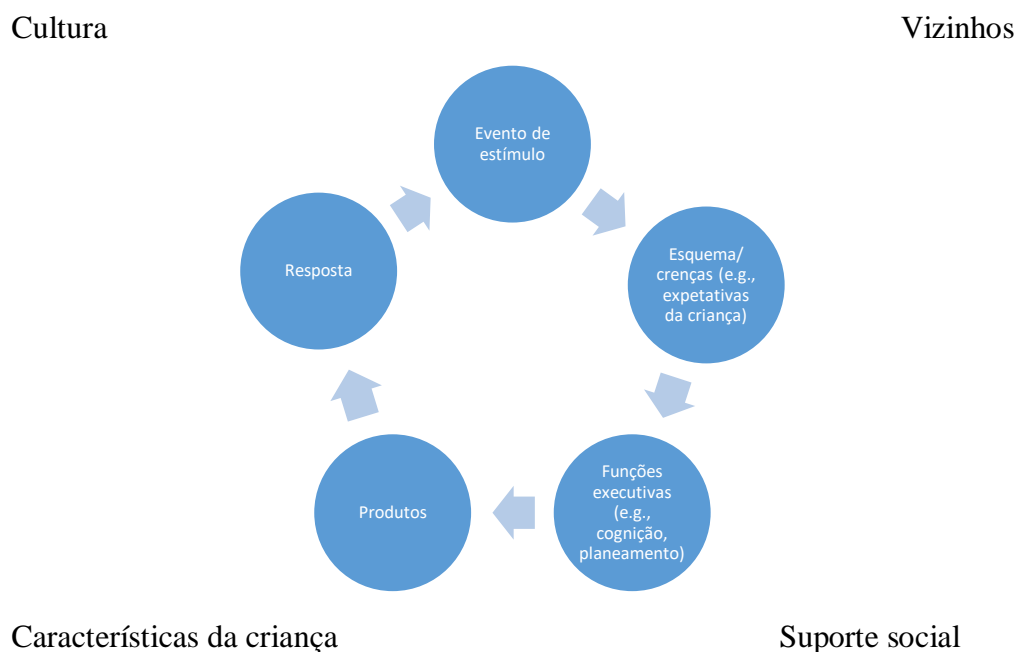 Cultura
Vizinhos
Evento de
estímulo
Esquema/
crenças (e.g.,
expetativas
da criança)
Funções
executivas
(e.g.,
cognição,
planeamento)
Produtos
Resposta
Características da criança
Suporte social